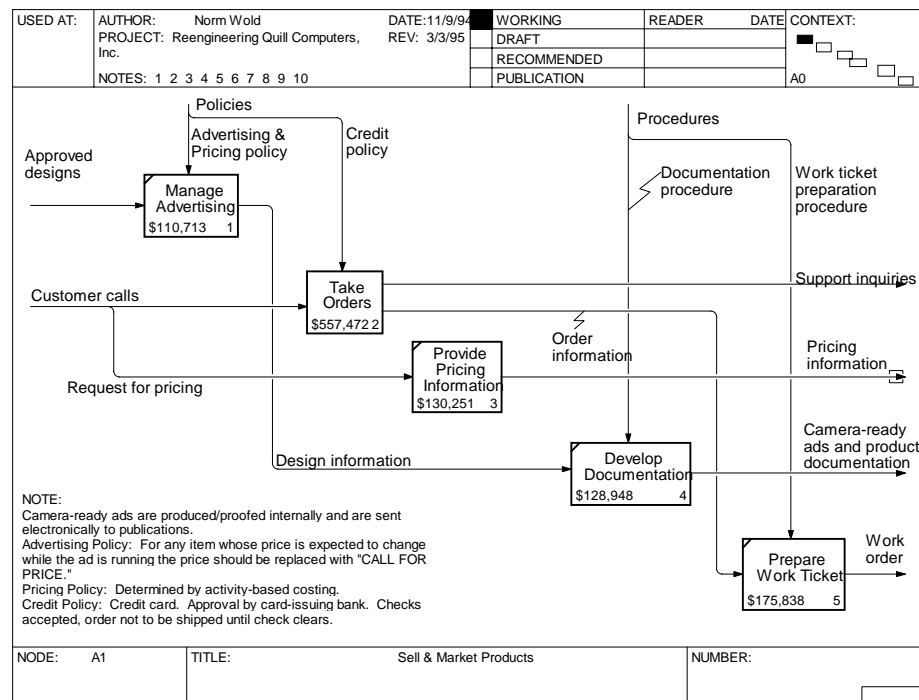 USED AT:
AUTHOR: Norm Wold
DATE:11/9/94
PROJECT: Reengineering Quill Computers,
Inc.
REV: 3/3/95
NOTES: 1 2 3 4 5 6 7 8 9 10
WORKING
DRAFT
RECOMMENDED
PUBLICATION
READER DATE
CONTEXT:
A0
Policies
Advertising &
Pricing policy
Credit
policy
Procedures
Documentation
procedure
Work ticket
preparation
procedure
Approved
designs
Manage
Advertising
$110,713 1
Customer calls
Take
Orders
$557,472 2
Support inquiries
Order
information
Request for pricing
Provide
Pricing
Information
$130,251 3
Pricing
information
Design information
Develop
Documentation
$128,948 4
Camera-ready
ads and product
documentation
Prepare
Work Ticket
$175,838 5
Work
order
NOTE:
Camera-ready ads are produced/proofed internally and are sent
electronically to publications.
Advertising Policy: For any item whose price is expected to change
while the ad is running the price should be replaced with "CALL FOR
PRICE."
Pricing Policy: Determined by activity-based costing.
Credit Policy: Credit card. Approval by card-issuing bank. Checks
accepted, order not to be shipped until check clears.
NODE: A1
TITLE: Sell & Market Products
NUMBER: